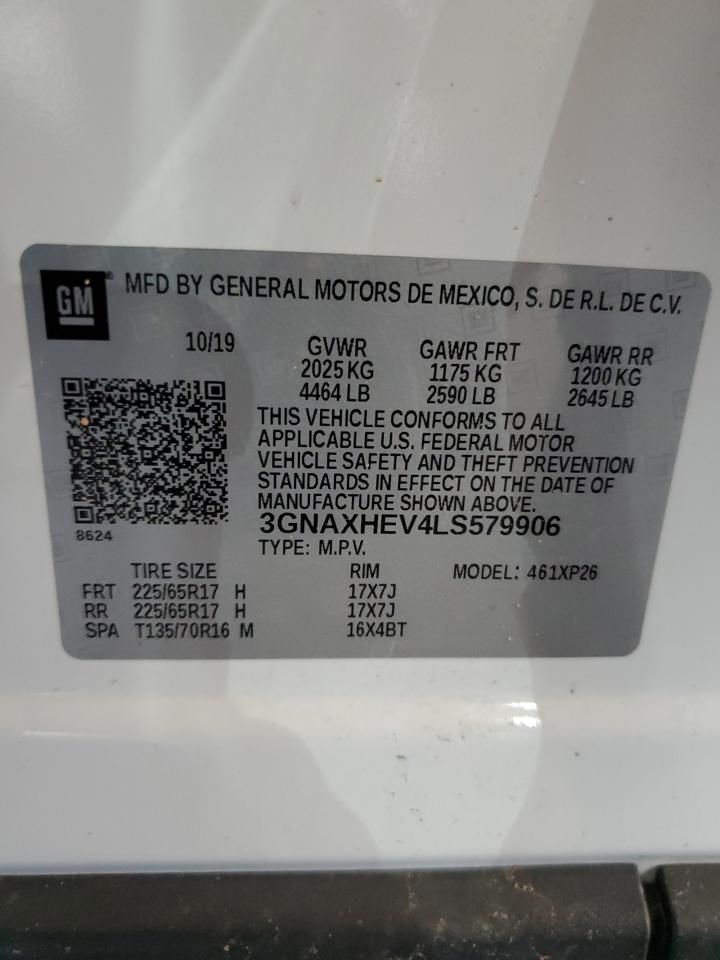 GM® MFD BY GENERAL MOTORS DE MEXICO, S. DE R.L. DE C.V.
10/19 GVWR GAWR FRT GAWR RR
2025 KG 1175 KG 1200 KG
4464 LB 2590 LB 2645 LB
THIS VEHICLE CONFORMS TO ALL
APPLICABLE U.S. FEDERAL MOTOR
VEHICLE SAFETY AND THEFT PREVENTION
STANDARDS IN EFFECT ON THE DATE OF
MANUFACTURE SHOWN ABOVE.
8624
3GNAXHEV4LS579906
TYPE: M.P.V.
TIRE SIZE RIM MODEL: 461XP26
FRT 225/65R17 H 17X7J
RR 225/65R17 H 17X7J
SPA T135/70R16 M 16X4BT